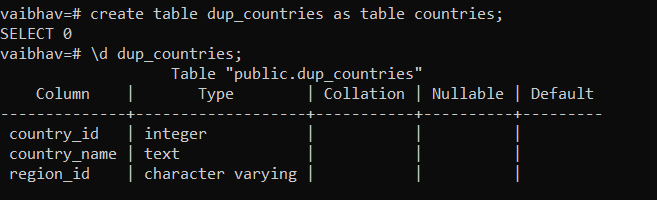 vaibhav=# create table dup_countries as table countries;
SELECT 0
vaibhav=# \d dup_countries;
                   Table "public.dup_countries"
    Column    |       Type        | Collation | Nullable | Default
--------------+-------------------+-----------+----------+---------
 country_id   | integer           |           |          |
 country_name | text              |           |          |
 region_id    | character varying |           |          |